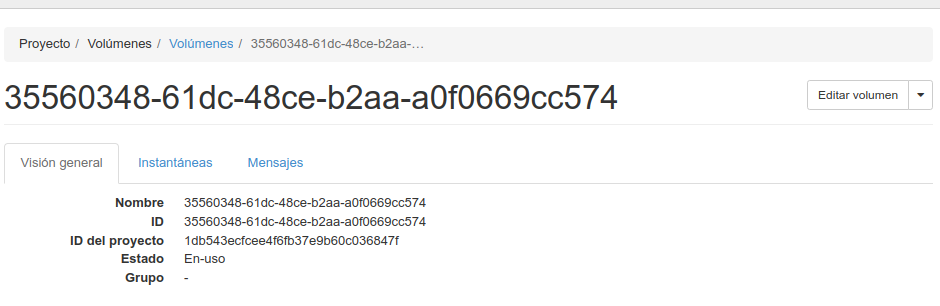 Proyecto / Volúmenes / Volúmenes / 35560348-61dc-48ce-b2aa-…
35560348-61dc-48ce-b2aa-a0f0669cc574
Editar volumen
Visión general Instantáneas Mensajes
Nombre 35560348-61dc-48ce-b2aa-a0f0669cc574
ID 35560348-61dc-48ce-b2aa-a0f0669cc574
ID del proyecto 1db543ecfcee4f6fb37e9b60c036847f
Estado En-uso
Grupo -